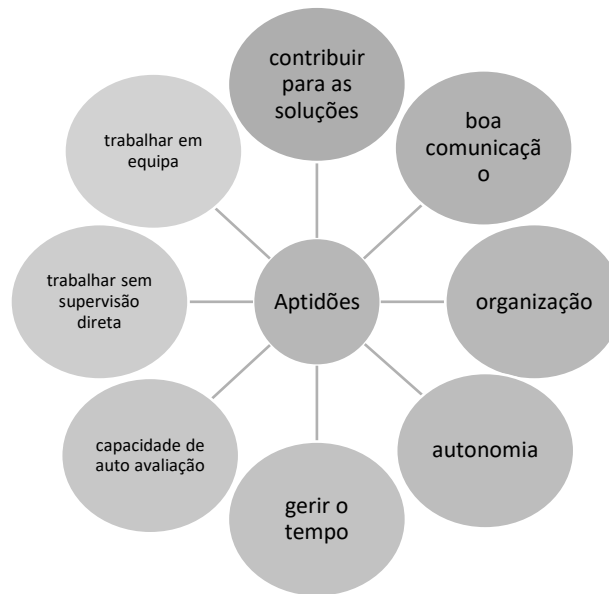 contribuir
para as
soluções
boa
comunicaçã
o
organização
autonomia
gerir o
tempo
capacidade de
auto avaliação
trabalhar sem
supervisão
direta
trabalhar em
equipa
Aptidões